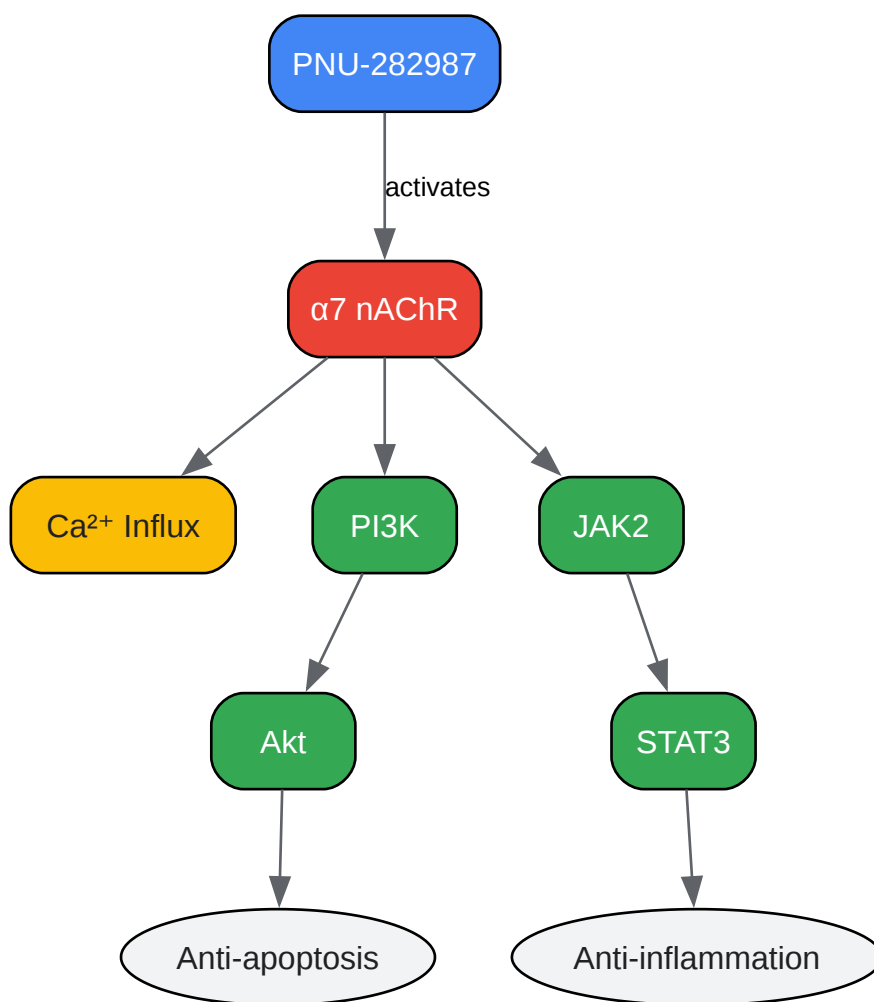 PNU-282987
activates
α7 nAChR
Ca²⁺ Influx
PI3K
JAK2
Akt
STAT3
Anti-apoptosis
Anti-inflammation